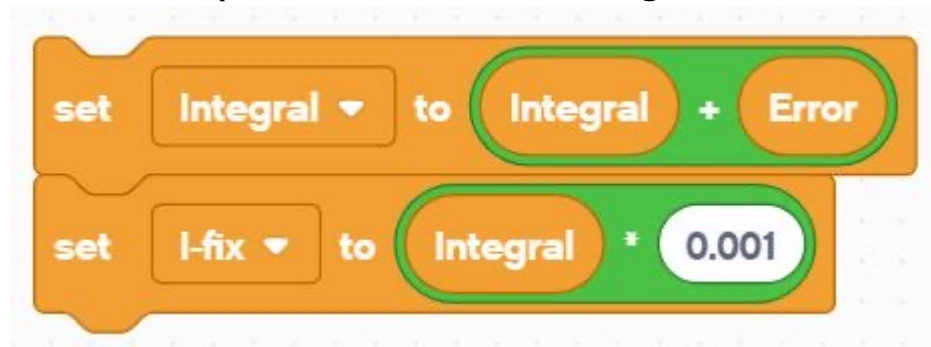 set Integral to Integral + Error
set I-fix to Integral * 0.001